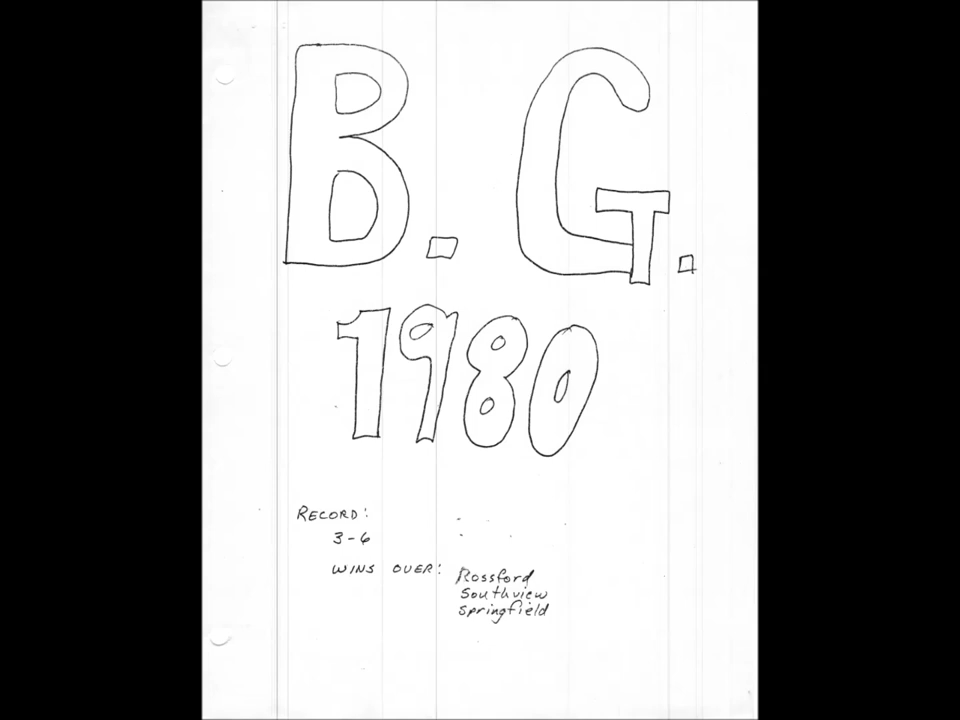 B. G.
1980
RECORD:
3-6
WINS OVER: Rossford
Southview
Springfield